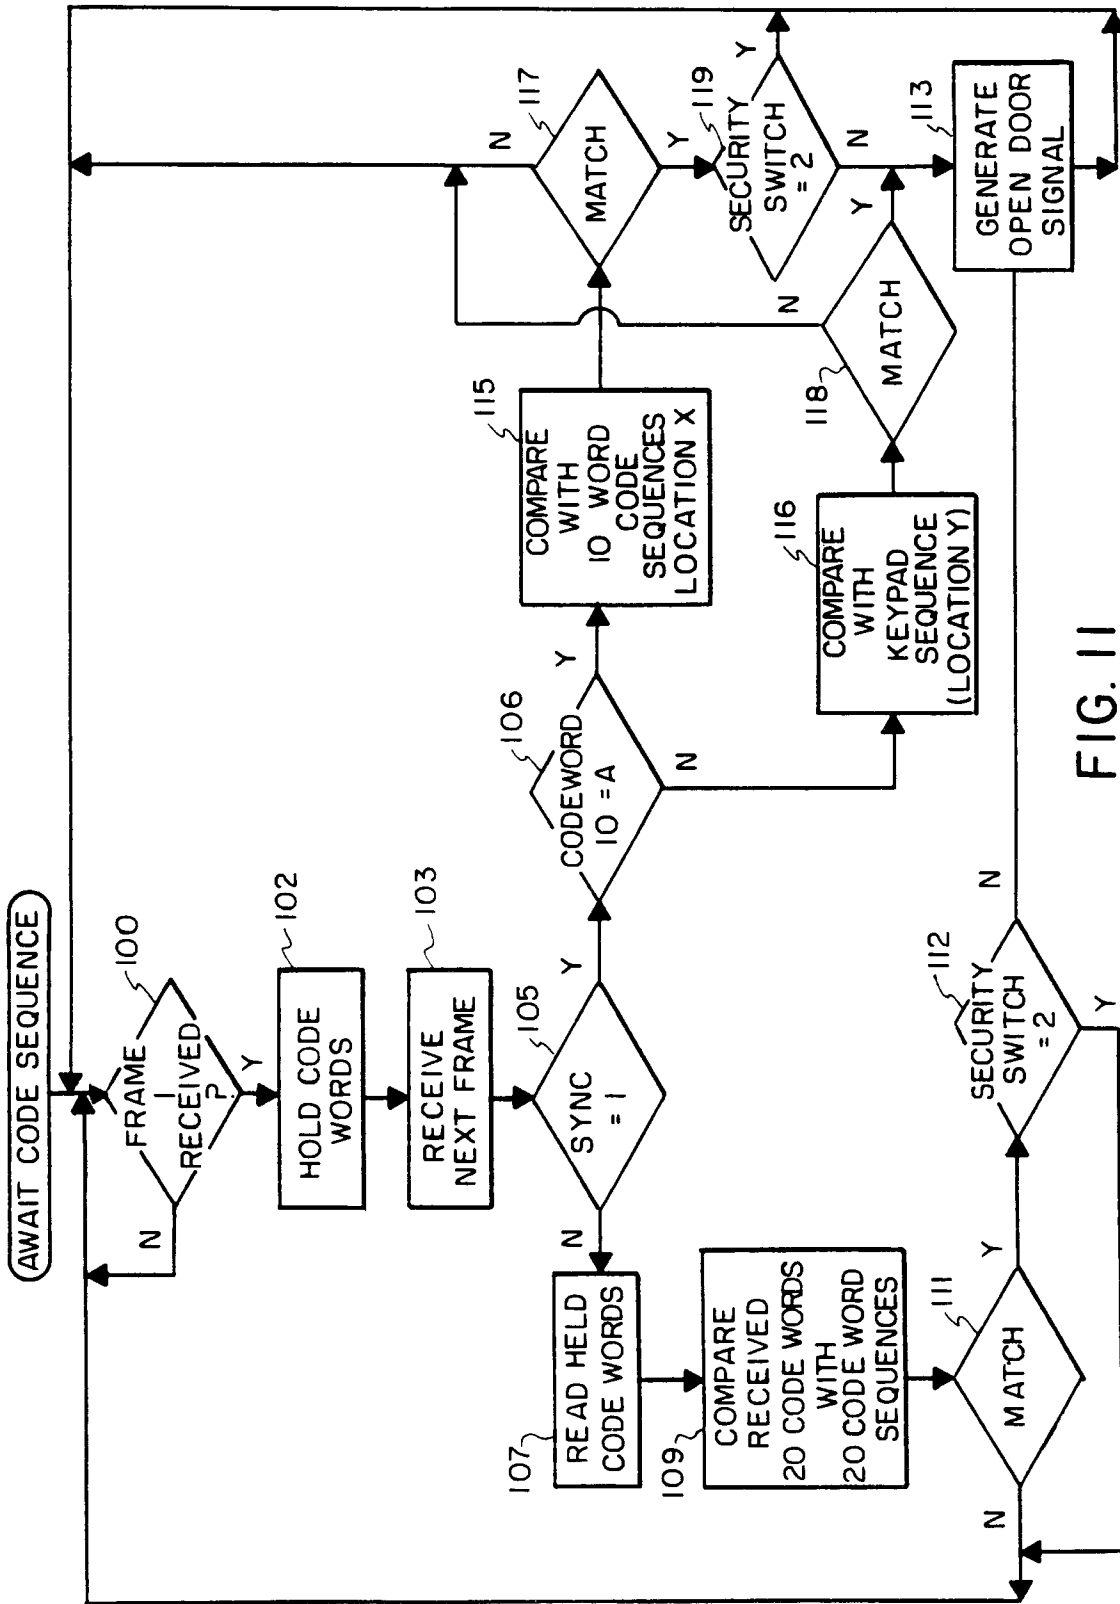 AWAIT CODE SEQUENCE
FRAME
1
RECEIVED
?
100
N
Y
HOLD CODE
WORDS
102
RECEIVE
NEXT FRAME
103
SYNC
= 1
105
N
Y
READ HELD
CODE WORDS
107
COMPARE
RECEIVED
20 CODE WORDS
WITH
20 CODE WORD
SEQUENCES
109
MATCH
111
N
Y
SECURITY
SWITCH
= 2
112
N
Y
CODEWORD
10 = A
106
Y
N
COMPARE
WITH
10 WORD
CODE
SEQUENCES
LOCATION X
115
COMPARE
WITH
KEYPAD
SEQUENCE
(LOCATION Y)
116
MATCH
117
N
Y
MATCH
118
N
Y
SECURITY
SWITCH
= 2
119
Y
N
GENERATE
OPEN DOOR
SIGNAL
113
FIG. 11